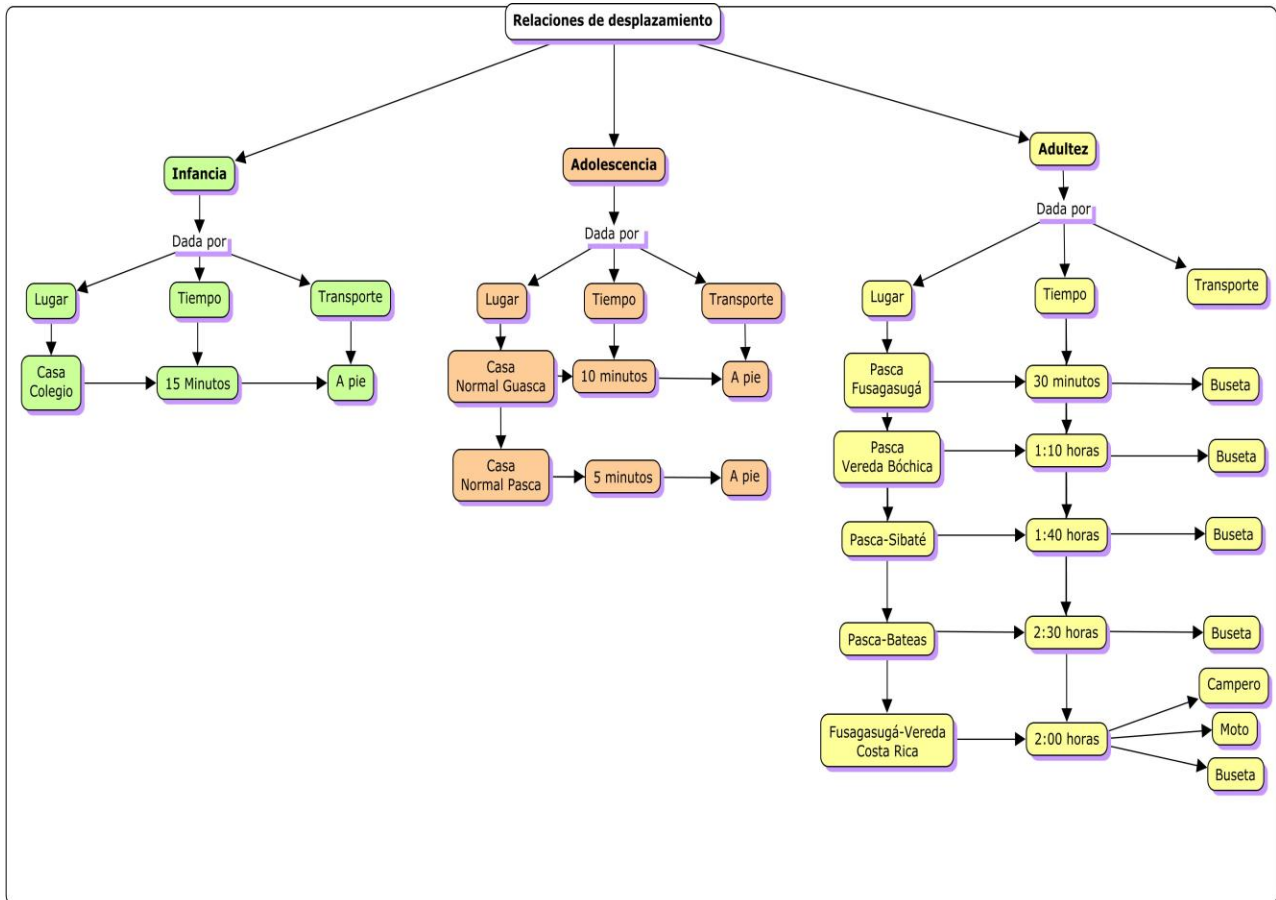 Relaciones de desplazamiento
Infancia
Dada por
Lugar
Tiempo
Transporte
Casa
Colegio
15 Minutos
A pie
Adolescencia
Dada por
Lugar
Tiempo
Transporte
Casa
Normal Guasca
10 minutos
A pie
Casa
Normal Pasca
5 minutos
A pie
Adultez
Dada por
Lugar
Tiempo
Transporte
Pasca
Fusagasugá
30 minutos
Buseta
Pasca
Vereda Bóchica
1:10 horas
Buseta
Pasca-Sibaté
1:40 horas
Buseta
Pasca-Bateas
2:30 horas
Buseta
Fusagasugá-Vereda
Costa Rica
2:00 horas
Campero
Moto
Buseta